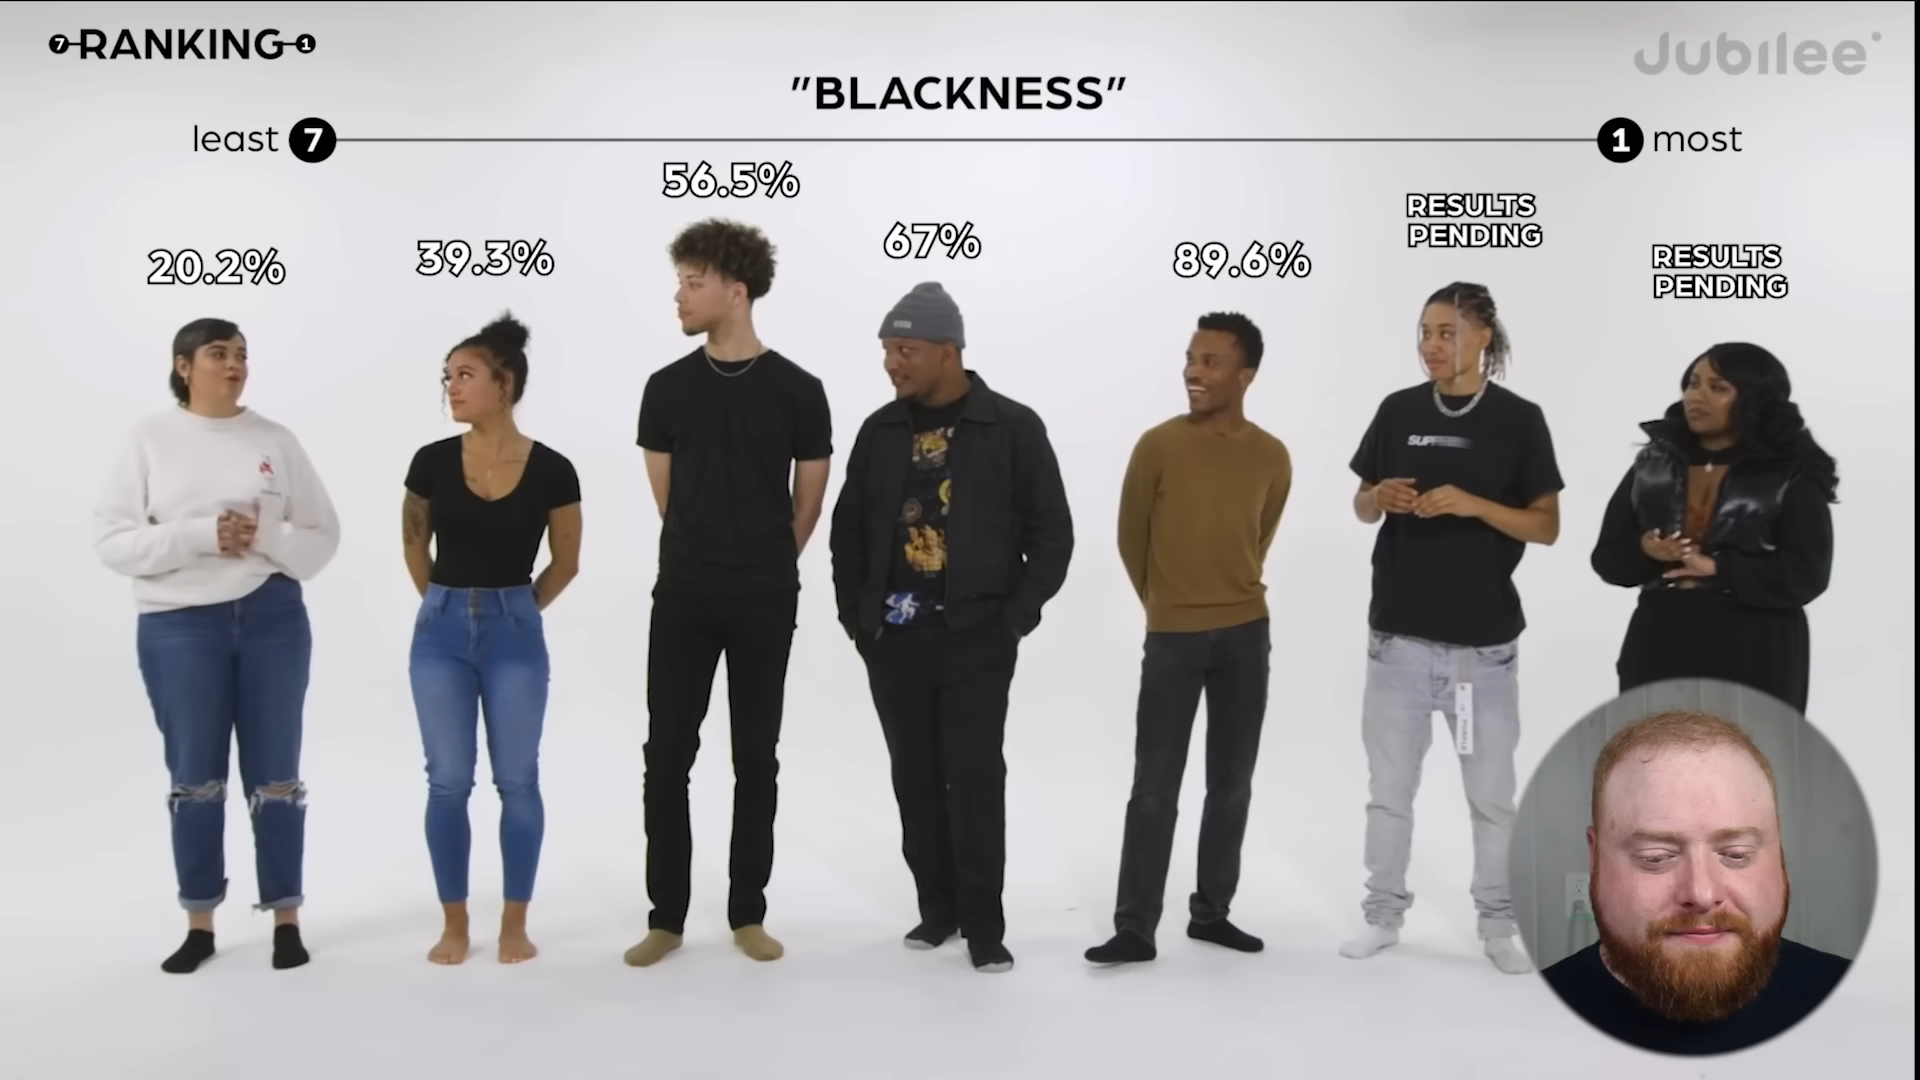 7 RANKING 1
Jubilee
"BLACKNESS"
least 7
1 most
56.5%
RESULTS
PENDING
67%
20.2%
39.3%
89.6%
RESULTS
PENDING
SUP